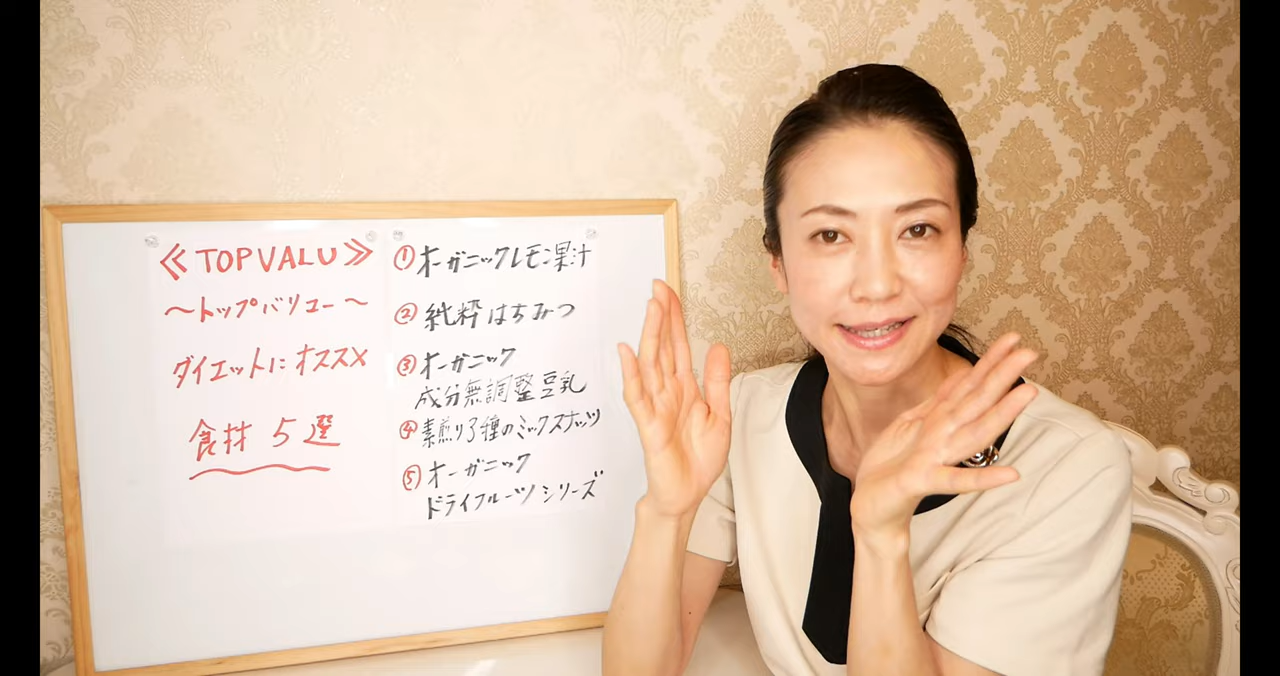 ≪TOPVALU≫
～トップバリュー～
ダイエットにオススメ
食材 5選
①オーガニックレモン果汁
②純粋はちみつ
③オーガニック
成分無調整豆乳
④素煎り3種のミックスナッツ
⑤オーガニック
ドライフルーツシリーズ